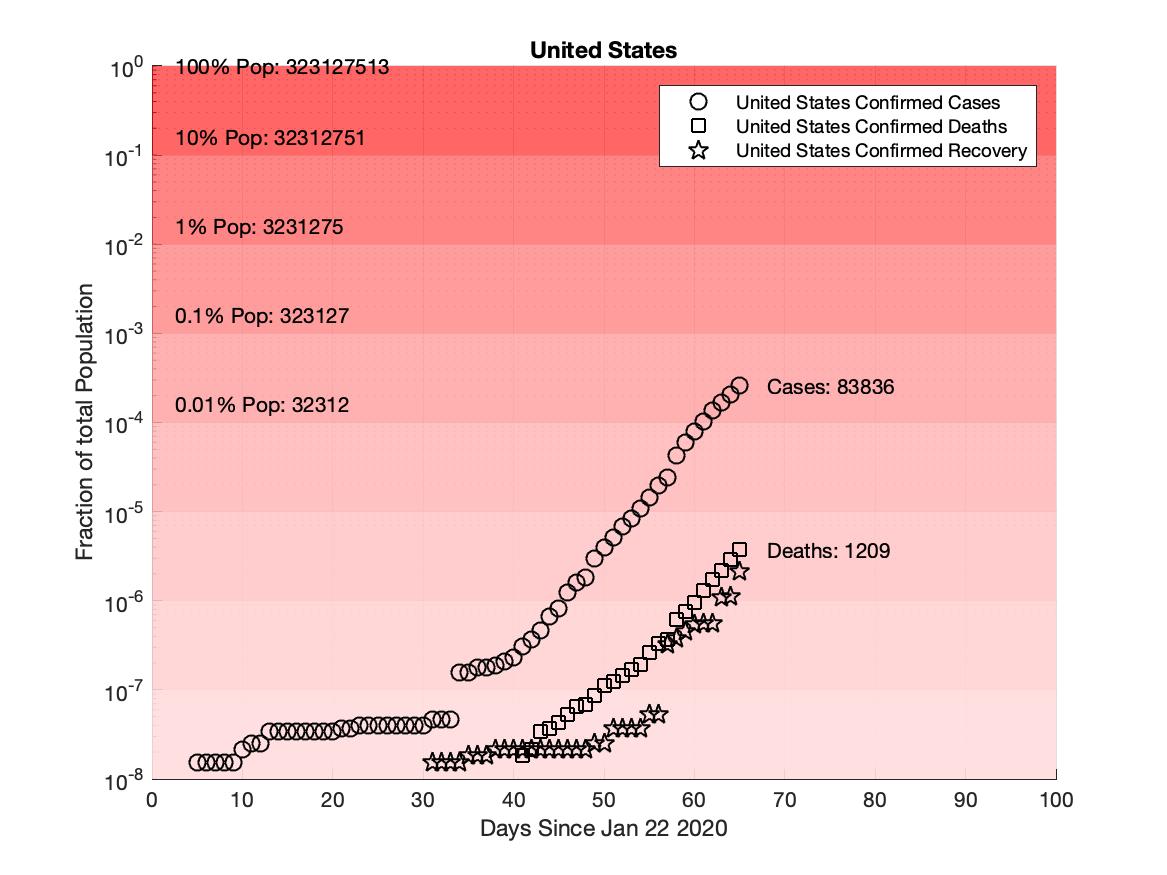 United States
10^0
10^-1
10^-2
10^-3
10^-4
10^-5
10^-6
10^-7
10^-8
Fraction of total Population
100% Pop: 323127513
10% Pop: 32312751
1% Pop: 3231275
0.1% Pop: 323127
0.01% Pop: 32312
United States Confirmed Cases
United States Confirmed Deaths
United States Confirmed Recovery
Cases: 83836
Deaths: 1209
0 10 20 30 40 50 60 70 80 90 100
Days Since Jan 22 2020